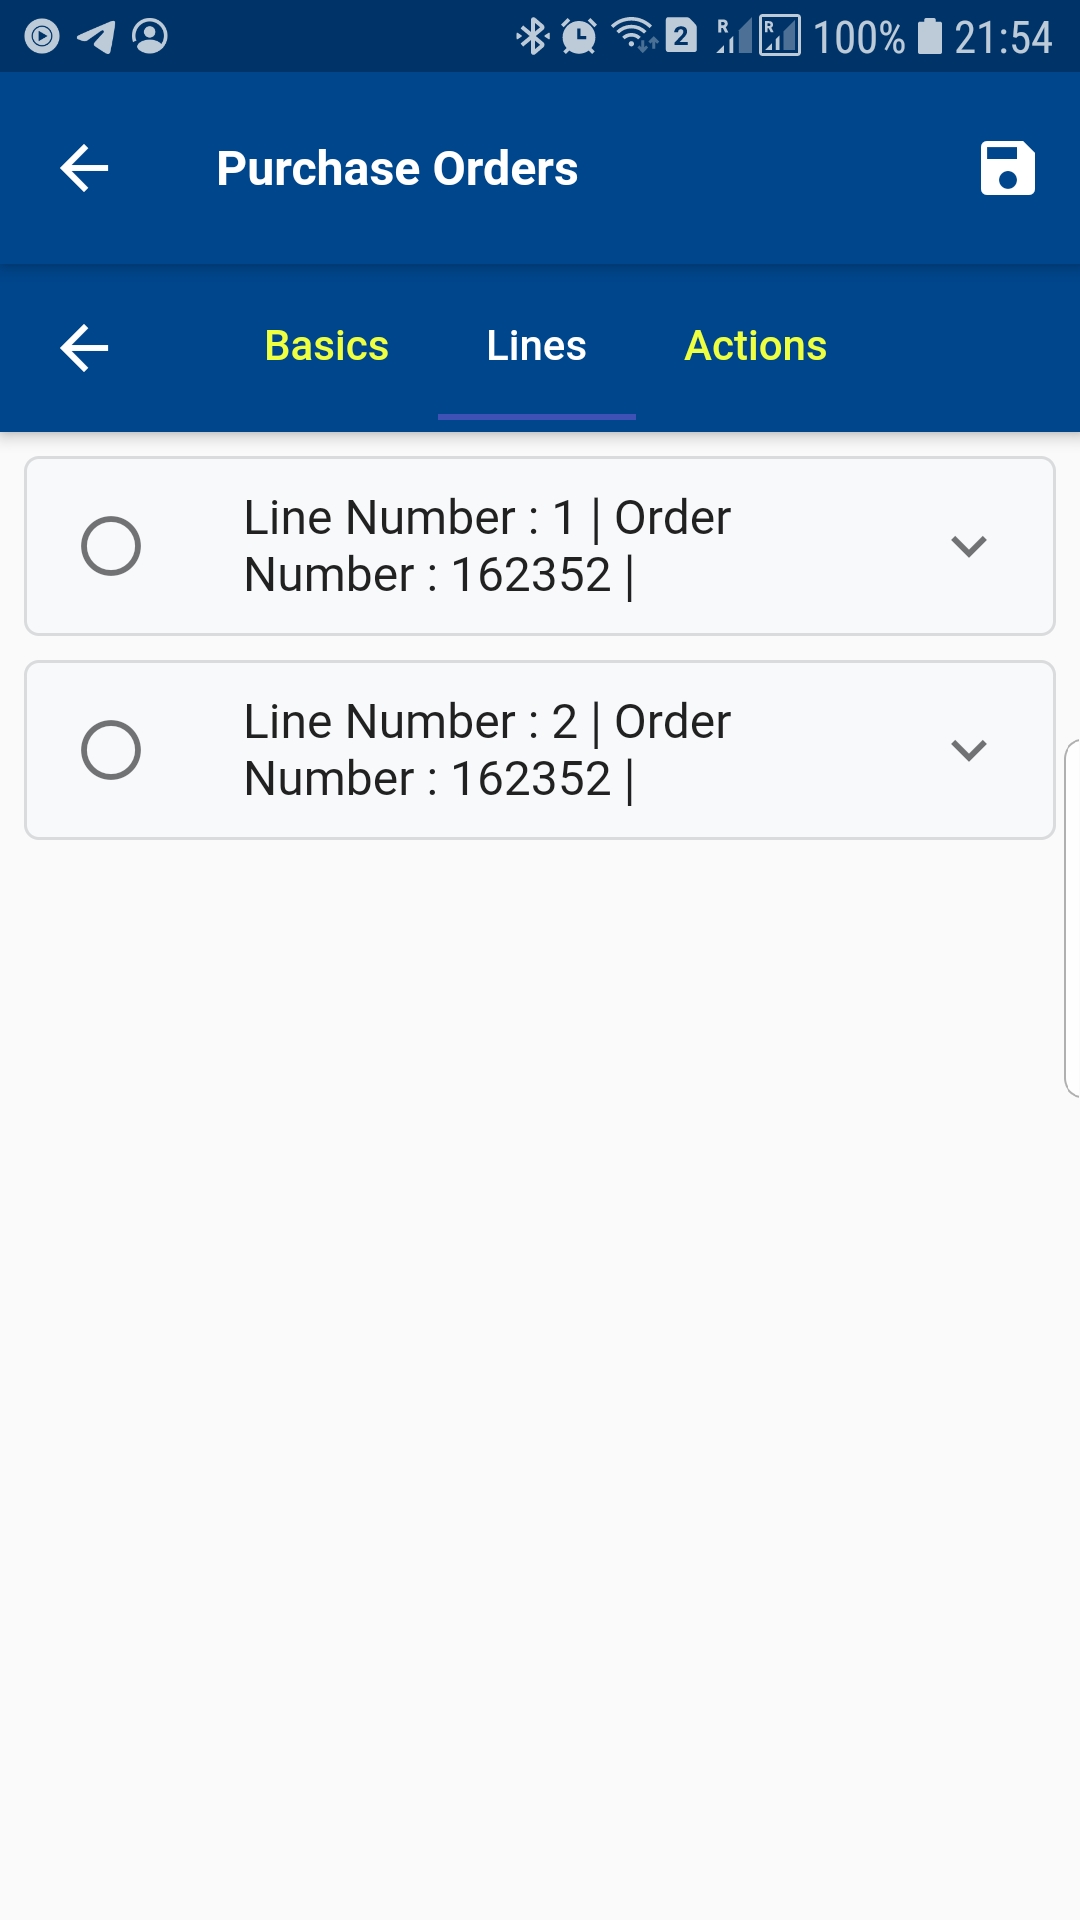 2 R R 100% 21:54
Purchase Orders
Basics Lines Actions
Line Number : 1 | Order
Number : 162352 |
Line Number : 2 | Order
Number : 162352 |